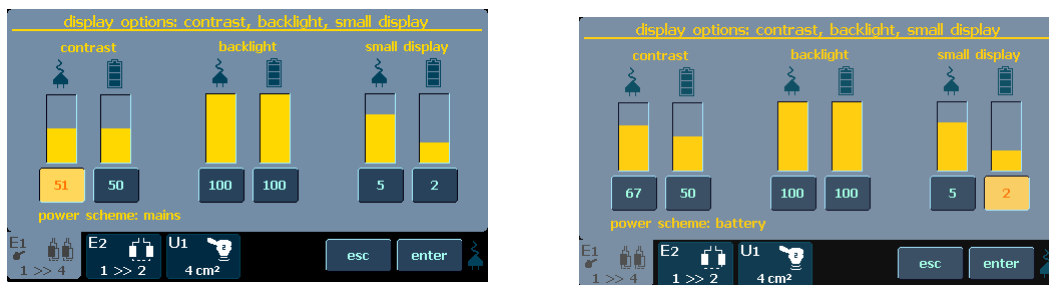 display options: contrast, backlight, small display
contrast backlight small display
51 50 100 100 5 2
power scheme: mains
E1 E2 U1
1 >> 4 1 >> 2 4 cm² esc enter
display options: contrast, backlight, small display
contrast backlight small display
67 50 100 100 5 2
power scheme: battery
E1 E2 U1
1 >> 4 1 >> 2 4 cm² esc enter